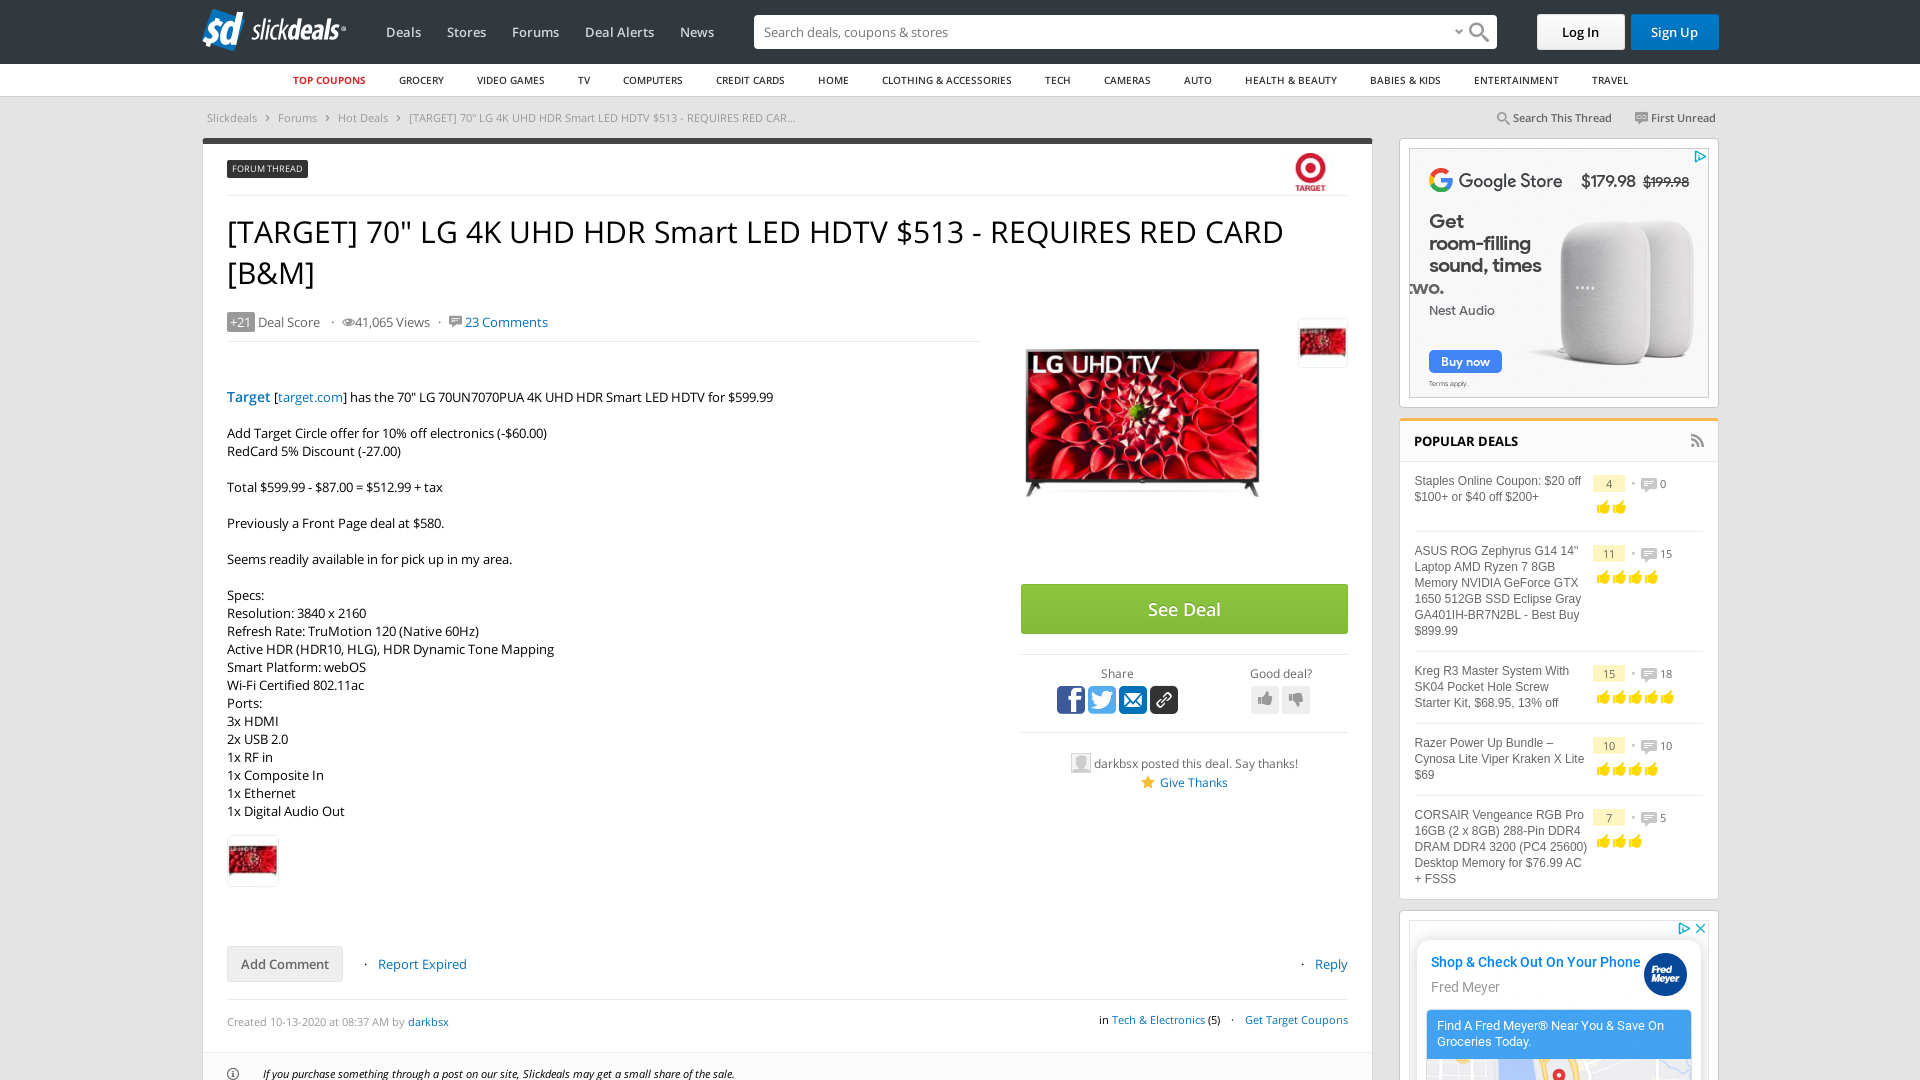 sd slickdeals
Deals
Stores
Forums
Deal Alerts
News
Search deals, coupons & stores
Log In
Sign Up
TOP COUPONS
GROCERY
VIDEO GAMES
TV
COMPUTERS
CREDIT CARDS
HOME
CLOTHING & ACCESSORIES
TECH
CAMERAS
AUTO
HEALTH & BEAUTY
BABIES & KIDS
ENTERTAINMENT
TRAVEL
Slickdeals › Forums › Hot Deals › [TARGET] 70" LG 4K UHD HDR Smart LED HDTV $513 - REQUIRES RED CAR...
Search This Thread
First Unread
FORUM THREAD
TARGET
[TARGET] 70" LG 4K UHD HDR Smart LED HDTV $513 - REQUIRES RED CARD
[B&M]
+21 Deal Score · 41,065 Views · 23 Comments
Target [target.com] has the 70" LG 70UN7070PUA 4K UHD HDR Smart LED HDTV for $599.99
Add Target Circle offer for 10% off electronics (-$60.00)
RedCard 5% Discount (-27.00)
Total $599.99 - $87.00 = $512.99 + tax
Previously a Front Page deal at $580.
Seems readily available in for pick up in my area.
Specs:
Resolution: 3840 x 2160
Refresh Rate: TruMotion 120 (Native 60Hz)
Active HDR (HDR10, HLG), HDR Dynamic Tone Mapping
Smart Platform: webOS
Wi-Fi Certified 802.11ac
Ports:
3x HDMI
2x USB 2.0
1x RF in
1x Composite In
1x Ethernet
1x Digital Audio Out
LG UHD TV
See Deal
Share
Good deal?
darkbsx posted this deal. Say thanks!
Give Thanks
Add Comment
· Report Expired
· Reply
Created 10-13-2020 at 08:37 AM by darkbsx
in Tech & Electronics (5) · Get Target Coupons
If you purchase something through a post on our site, Slickdeals may get a small share of the sale.
Google Store
$179.98 $199.98
Get
room-filling
sound, times
two.
Nest Audio
Buy now
Terms apply.
POPULAR DEALS
Staples Online Coupon: $20 off
$100+ or $40 off $200+
4 • 0
ASUS ROG Zephyrus G14 14"
Laptop AMD Ryzen 7 8GB
Memory NVIDIA GeForce GTX
1650 512GB SSD Eclipse Gray
GA401IH-BR7N2BL - Best Buy
$899.99
11 • 15
Kreg R3 Master System With
SK04 Pocket Hole Screw
Starter Kit, $68.95, 13% off
15 • 18
Razer Power Up Bundle –
Cynosa Lite Viper Kraken X Lite
$69
10 • 10
CORSAIR Vengeance RGB Pro
16GB (2 x 8GB) 288-Pin DDR4
DRAM DDR4 3200 (PC4 25600)
Desktop Memory for $76.99 AC
+ FSSS
7 • 5
Shop & Check Out On Your Phone
Fred Meyer
Fred
Meyer
Find A Fred Meyer® Near You & Save On
Groceries Today.